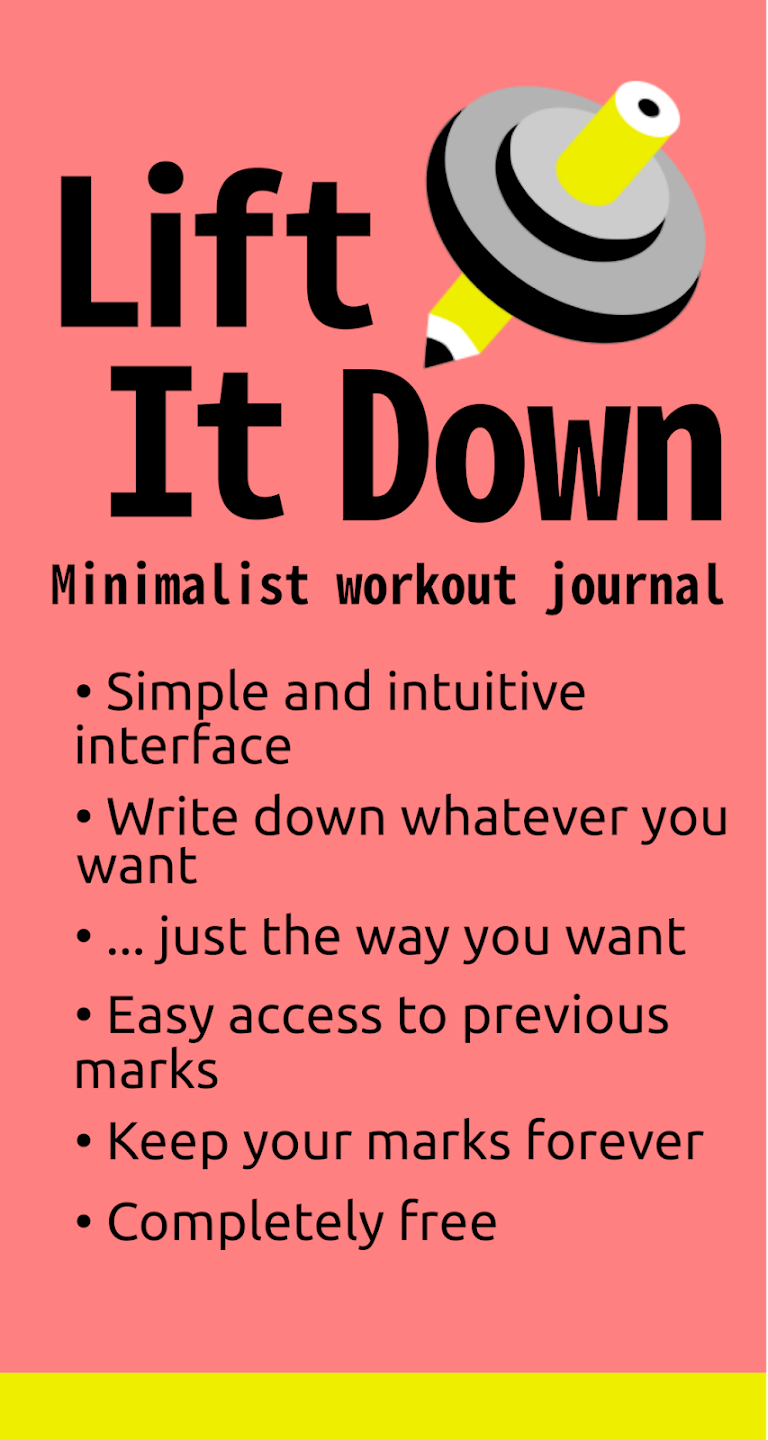 Lift
It Down
Minimalist workout journal
• Simple and intuitive
interface
• Write down whatever you
want
• ... just the way you want
• Easy access to previous
marks
• Keep your marks forever
• Completely free